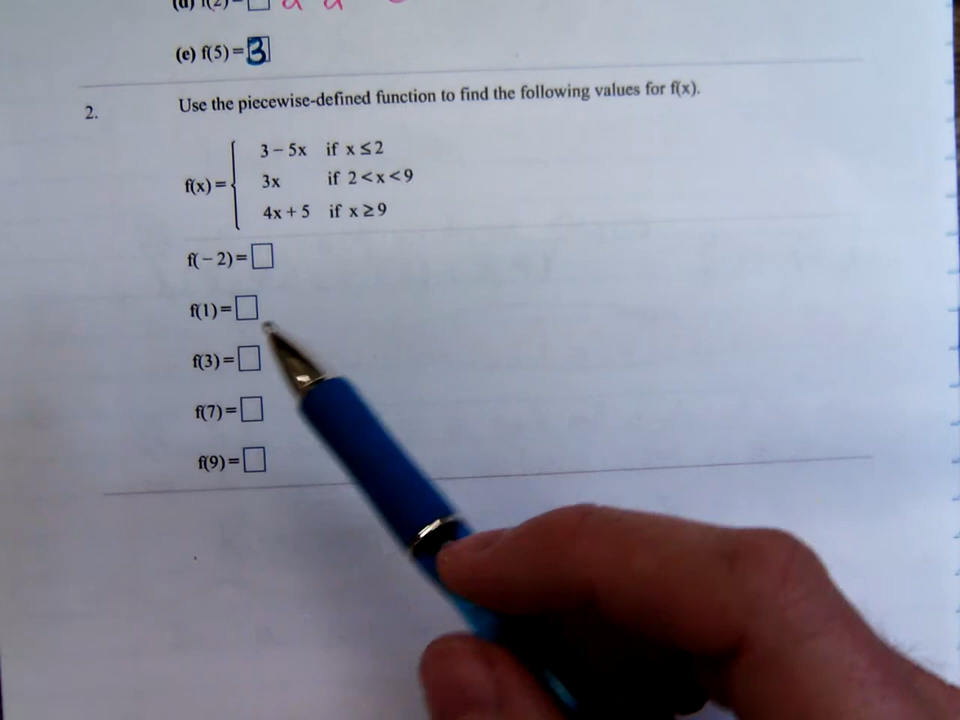 (d) f(2)=
(e) f(5)=3
2. Use the piecewise-defined function to find the following values for f(x).
3 − 5x if x ≤ 2
f(x) = { 3x if 2 < x < 9
4x + 5 if x ≥ 9
f( − 2) =
f(1) =
f(3) =
f(7) =
f(9) =